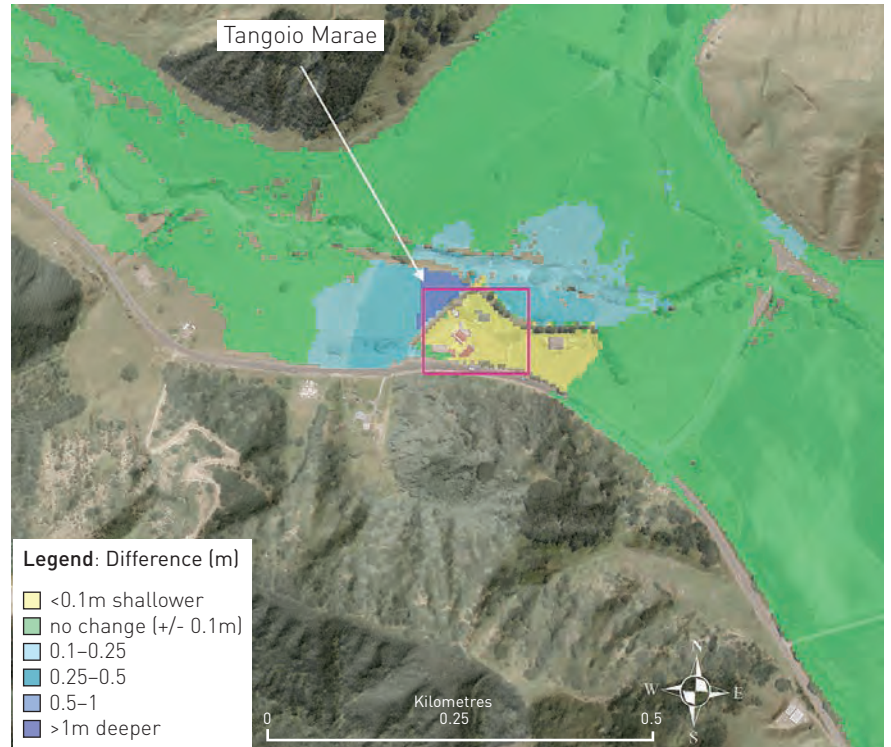 Tangoio Marae
Legend: Difference (m)
<0.1m shallower
no change (+/- 0.1m)
0.1–0.25
0.25–0.5
0.5–1
>1m deeper
Kilometres
0 0.25 0.5
N
W E
S